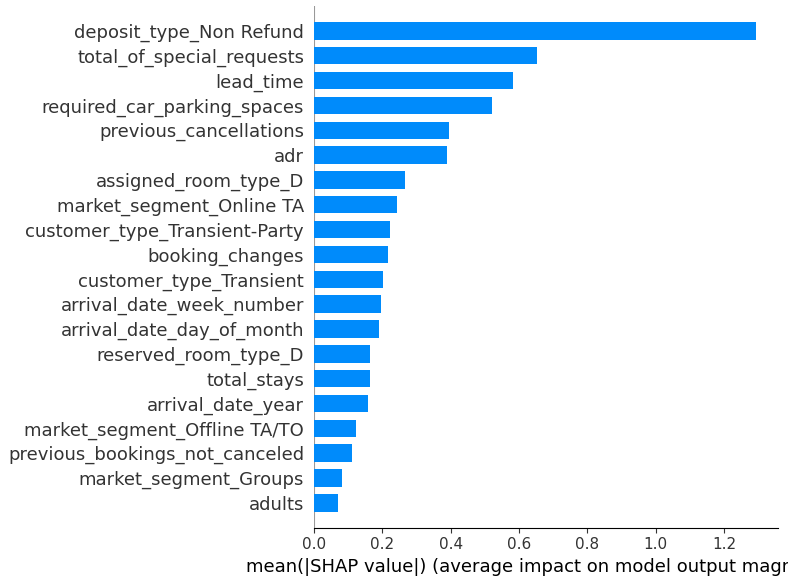 deposit_type_Non Refund
total_of_special_requests
lead_time
required_car_parking_spaces
previous_cancellations
adr
assigned_room_type_D
market_segment_Online TA
customer_type_Transient-Party
booking_changes
customer_type_Transient
arrival_date_week_number
arrival_date_day_of_month
reserved_room_type_D
total_stays
arrival_date_year
market_segment_Offline TA/TO
previous_bookings_not_canceled
market_segment_Groups
adults
0.0 0.2 0.4 0.6 0.8 1.0 1.2
mean(|SHAP value|) (average impact on model output magr